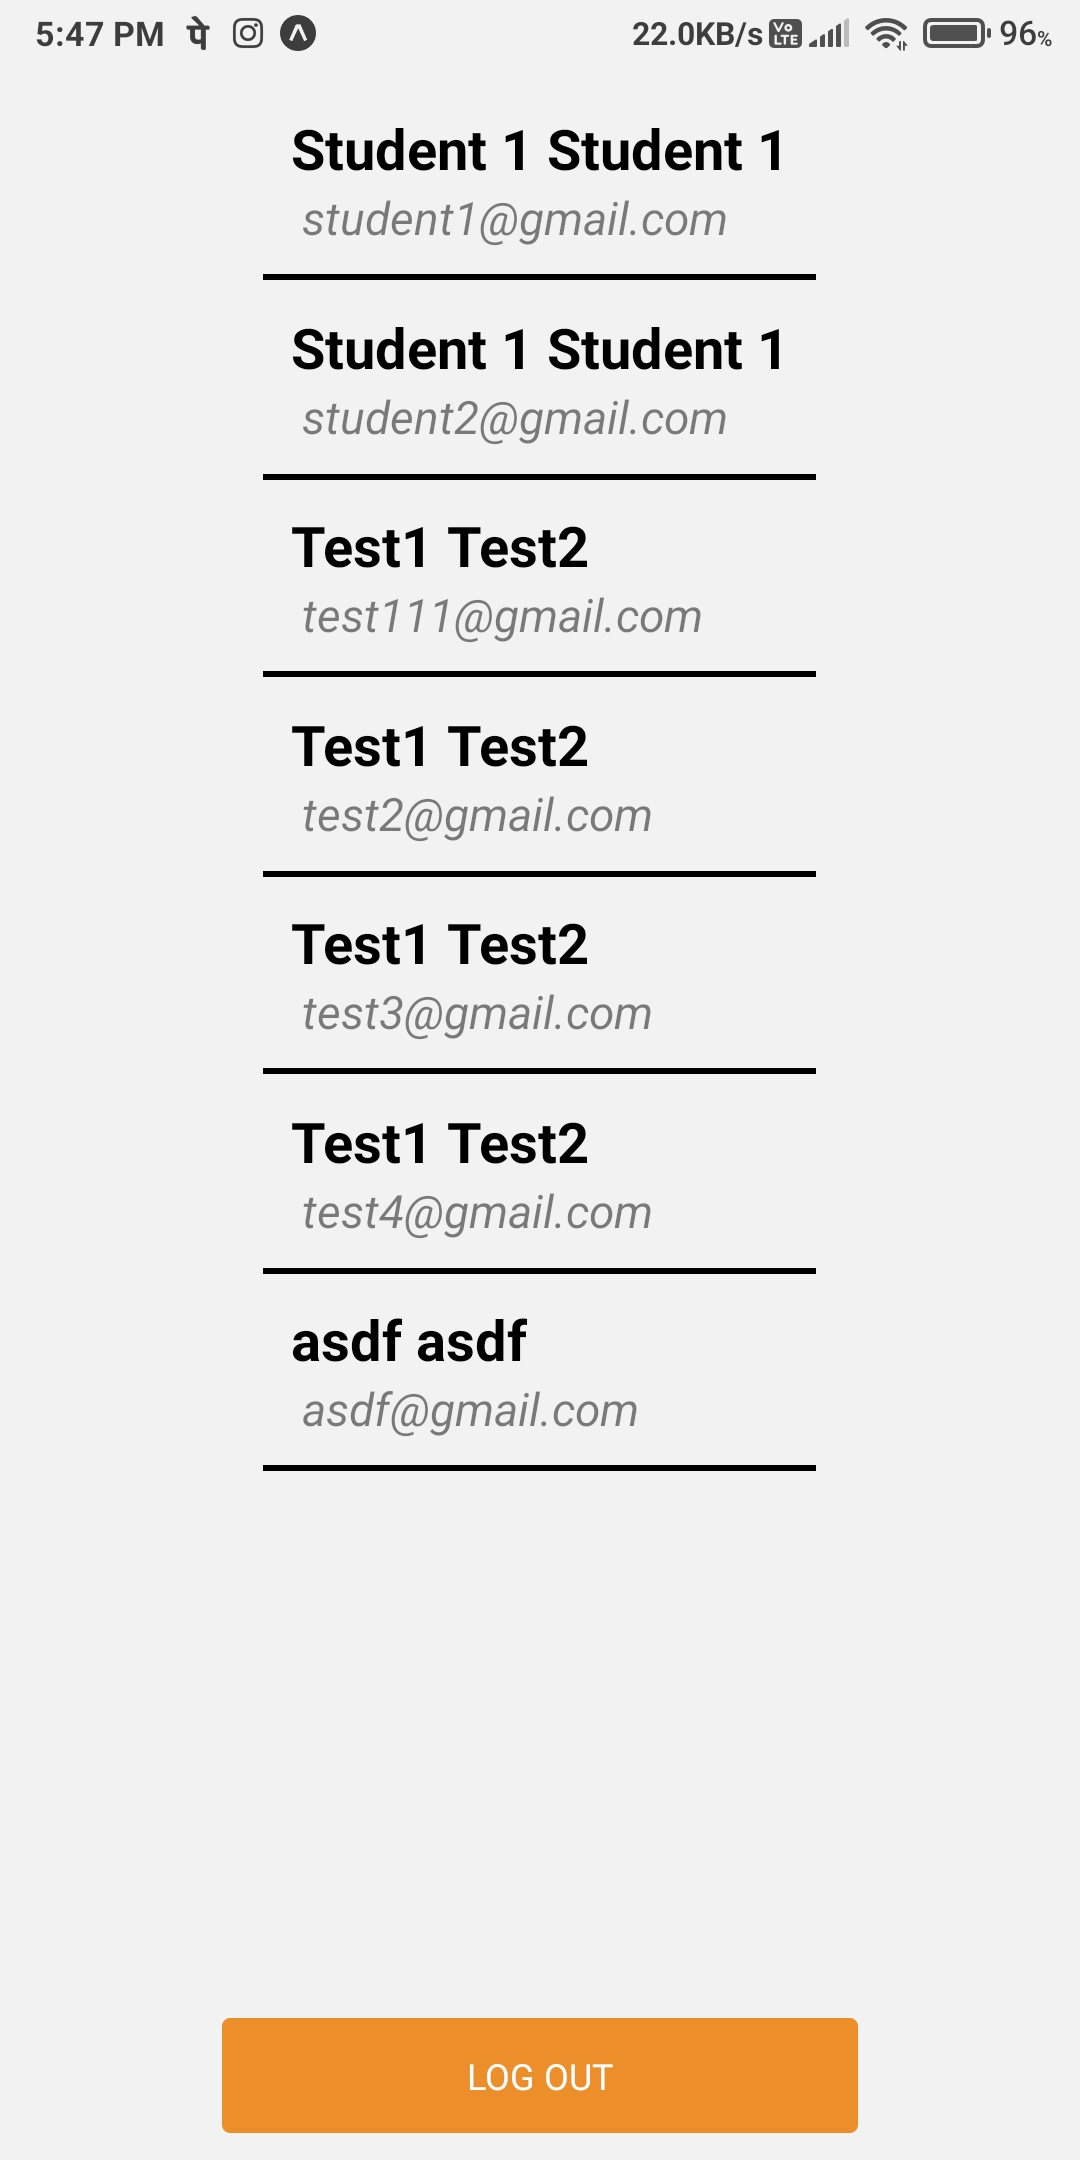 5:47 PM पे 22.0KB/s Vo LTE 96%
Student 1 Student 1
student1@gmail.com
Student 1 Student 1
student2@gmail.com
Test1 Test2
test111@gmail.com
Test1 Test2
test2@gmail.com
Test1 Test2
test3@gmail.com
Test1 Test2
test4@gmail.com
asdf asdf
asdf@gmail.com
LOG OUT